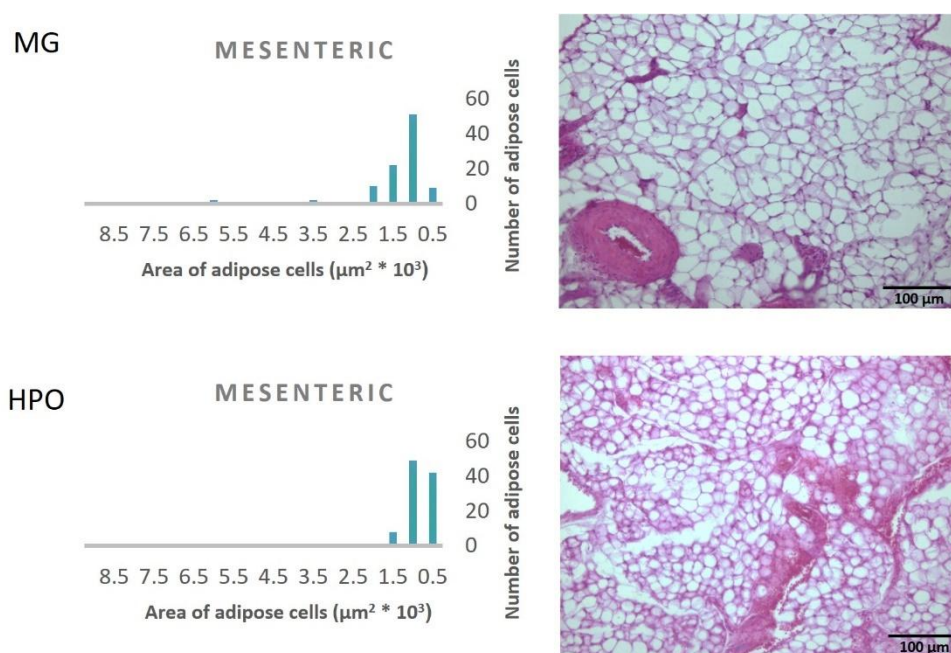 MG
MESENTERIC
60
40
20
0
Number of adipose cells
8.5 7.5 6.5 5.5 4.5 3.5 2.5 1.5 0.5
Area of adipose cells (µm² * 10³)
100 µm
HPO
MESENTERIC
60
40
20
0
Number of adipose cells
8.5 7.5 6.5 5.5 4.5 3.5 2.5 1.5 0.5
Area of adipose cells (µm² * 10³)
100 µm